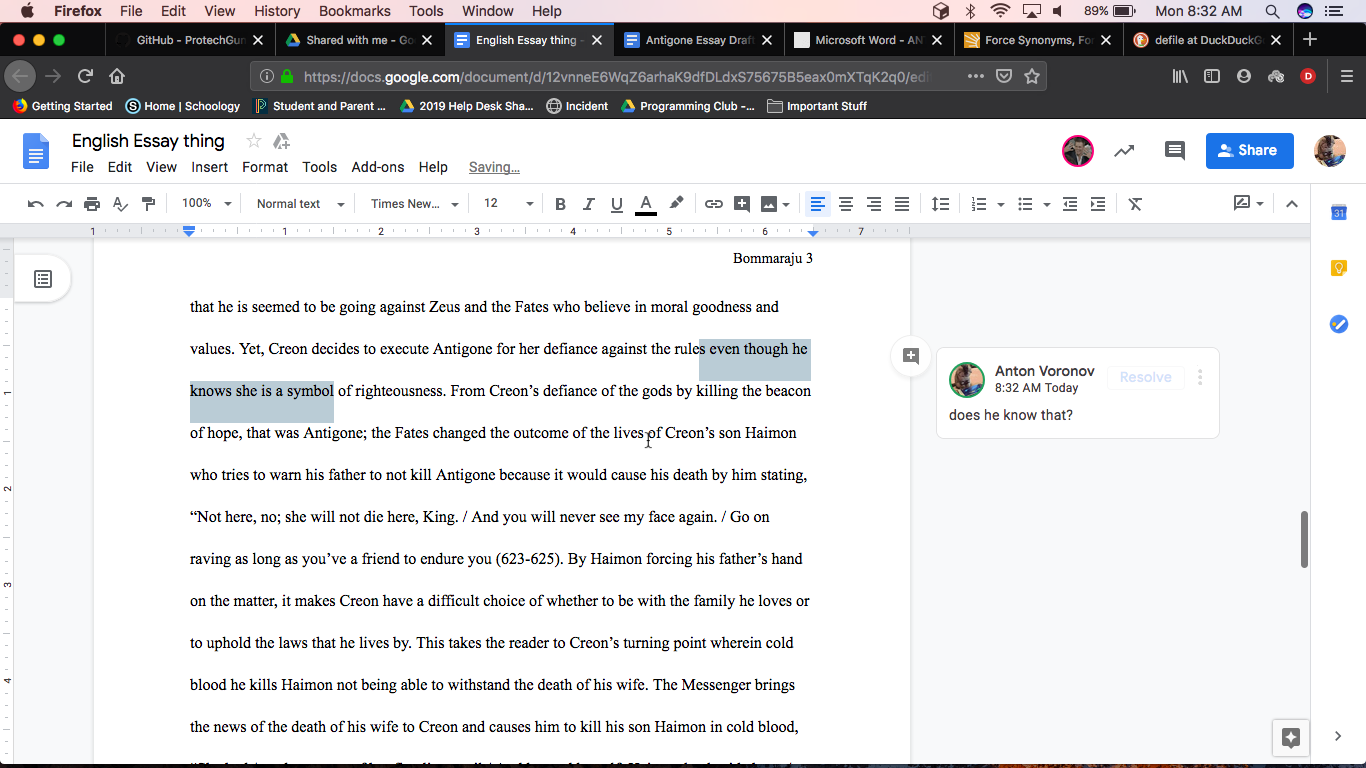 Firefox File Edit View History Bookmarks Tools Window Help 89% Mon 8:32 AM
GitHub - ProtechGun Shared with me - Go English Essay thing - Antigone Essay Draft Microsoft Word - AN Force Synonyms, Fo defile at DuckDuckG
https://docs.google.com/document/d/12vnneE6WqZ6arhaK9dfDLdxS75675B5eax0mXTqK2q0/edi
Getting Started Home | Schoology Student and Parent ... 2019 Help Desk Sha... Incident Programming Club -... Important Stuff
English Essay thing
File Edit View Insert Format Tools Add-ons Help Saving...
Share
100% Normal text Times New... 12 B I U A
1 1 2 3 4 5 6 7
Bommaraju 3
that he is seemed to be going against Zeus and the Fates who believe in moral goodness and
values. Yet, Creon decides to execute Antigone for her defiance against the rules even though he
knows she is a symbol of righteousness. From Creon’s defiance of the gods by killing the beacon
of hope, that was Antigone; the Fates changed the outcome of the lives of Creon’s son Haimon
who tries to warn his father to not kill Antigone because it would cause his death by him stating,
“Not here, no; she will not die here, King. / And you will never see my face again. / Go on
raving as long as you’ve a friend to endure you (623-625). By Haimon forcing his father’s hand
on the matter, it makes Creon have a difficult choice of whether to be with the family he loves or
to uphold the laws that he lives by. This takes the reader to Creon’s turning point wherein cold
blood he kills Haimon not being able to withstand the death of his wife. The Messenger brings
the news of the death of his wife to Creon and causes him to kill his son Haimon in cold blood,
Anton Voronov
8:32 AM Today
Resolve
does he know that?
1
2
3
4
31
D